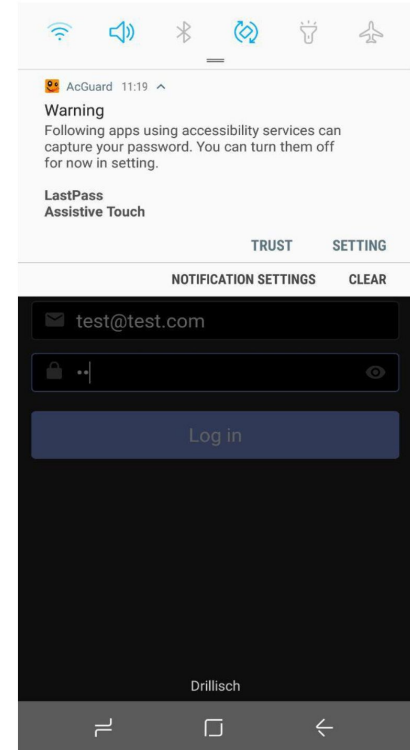 AcGuard 11:19
Warning
Following apps using accessibility services can
capture your password. You can turn them off
for now in setting.
LastPass
Assistive Touch
TRUST SETTING
NOTIFICATION SETTINGS CLEAR
test@test.com
••
Log in
Drillisch